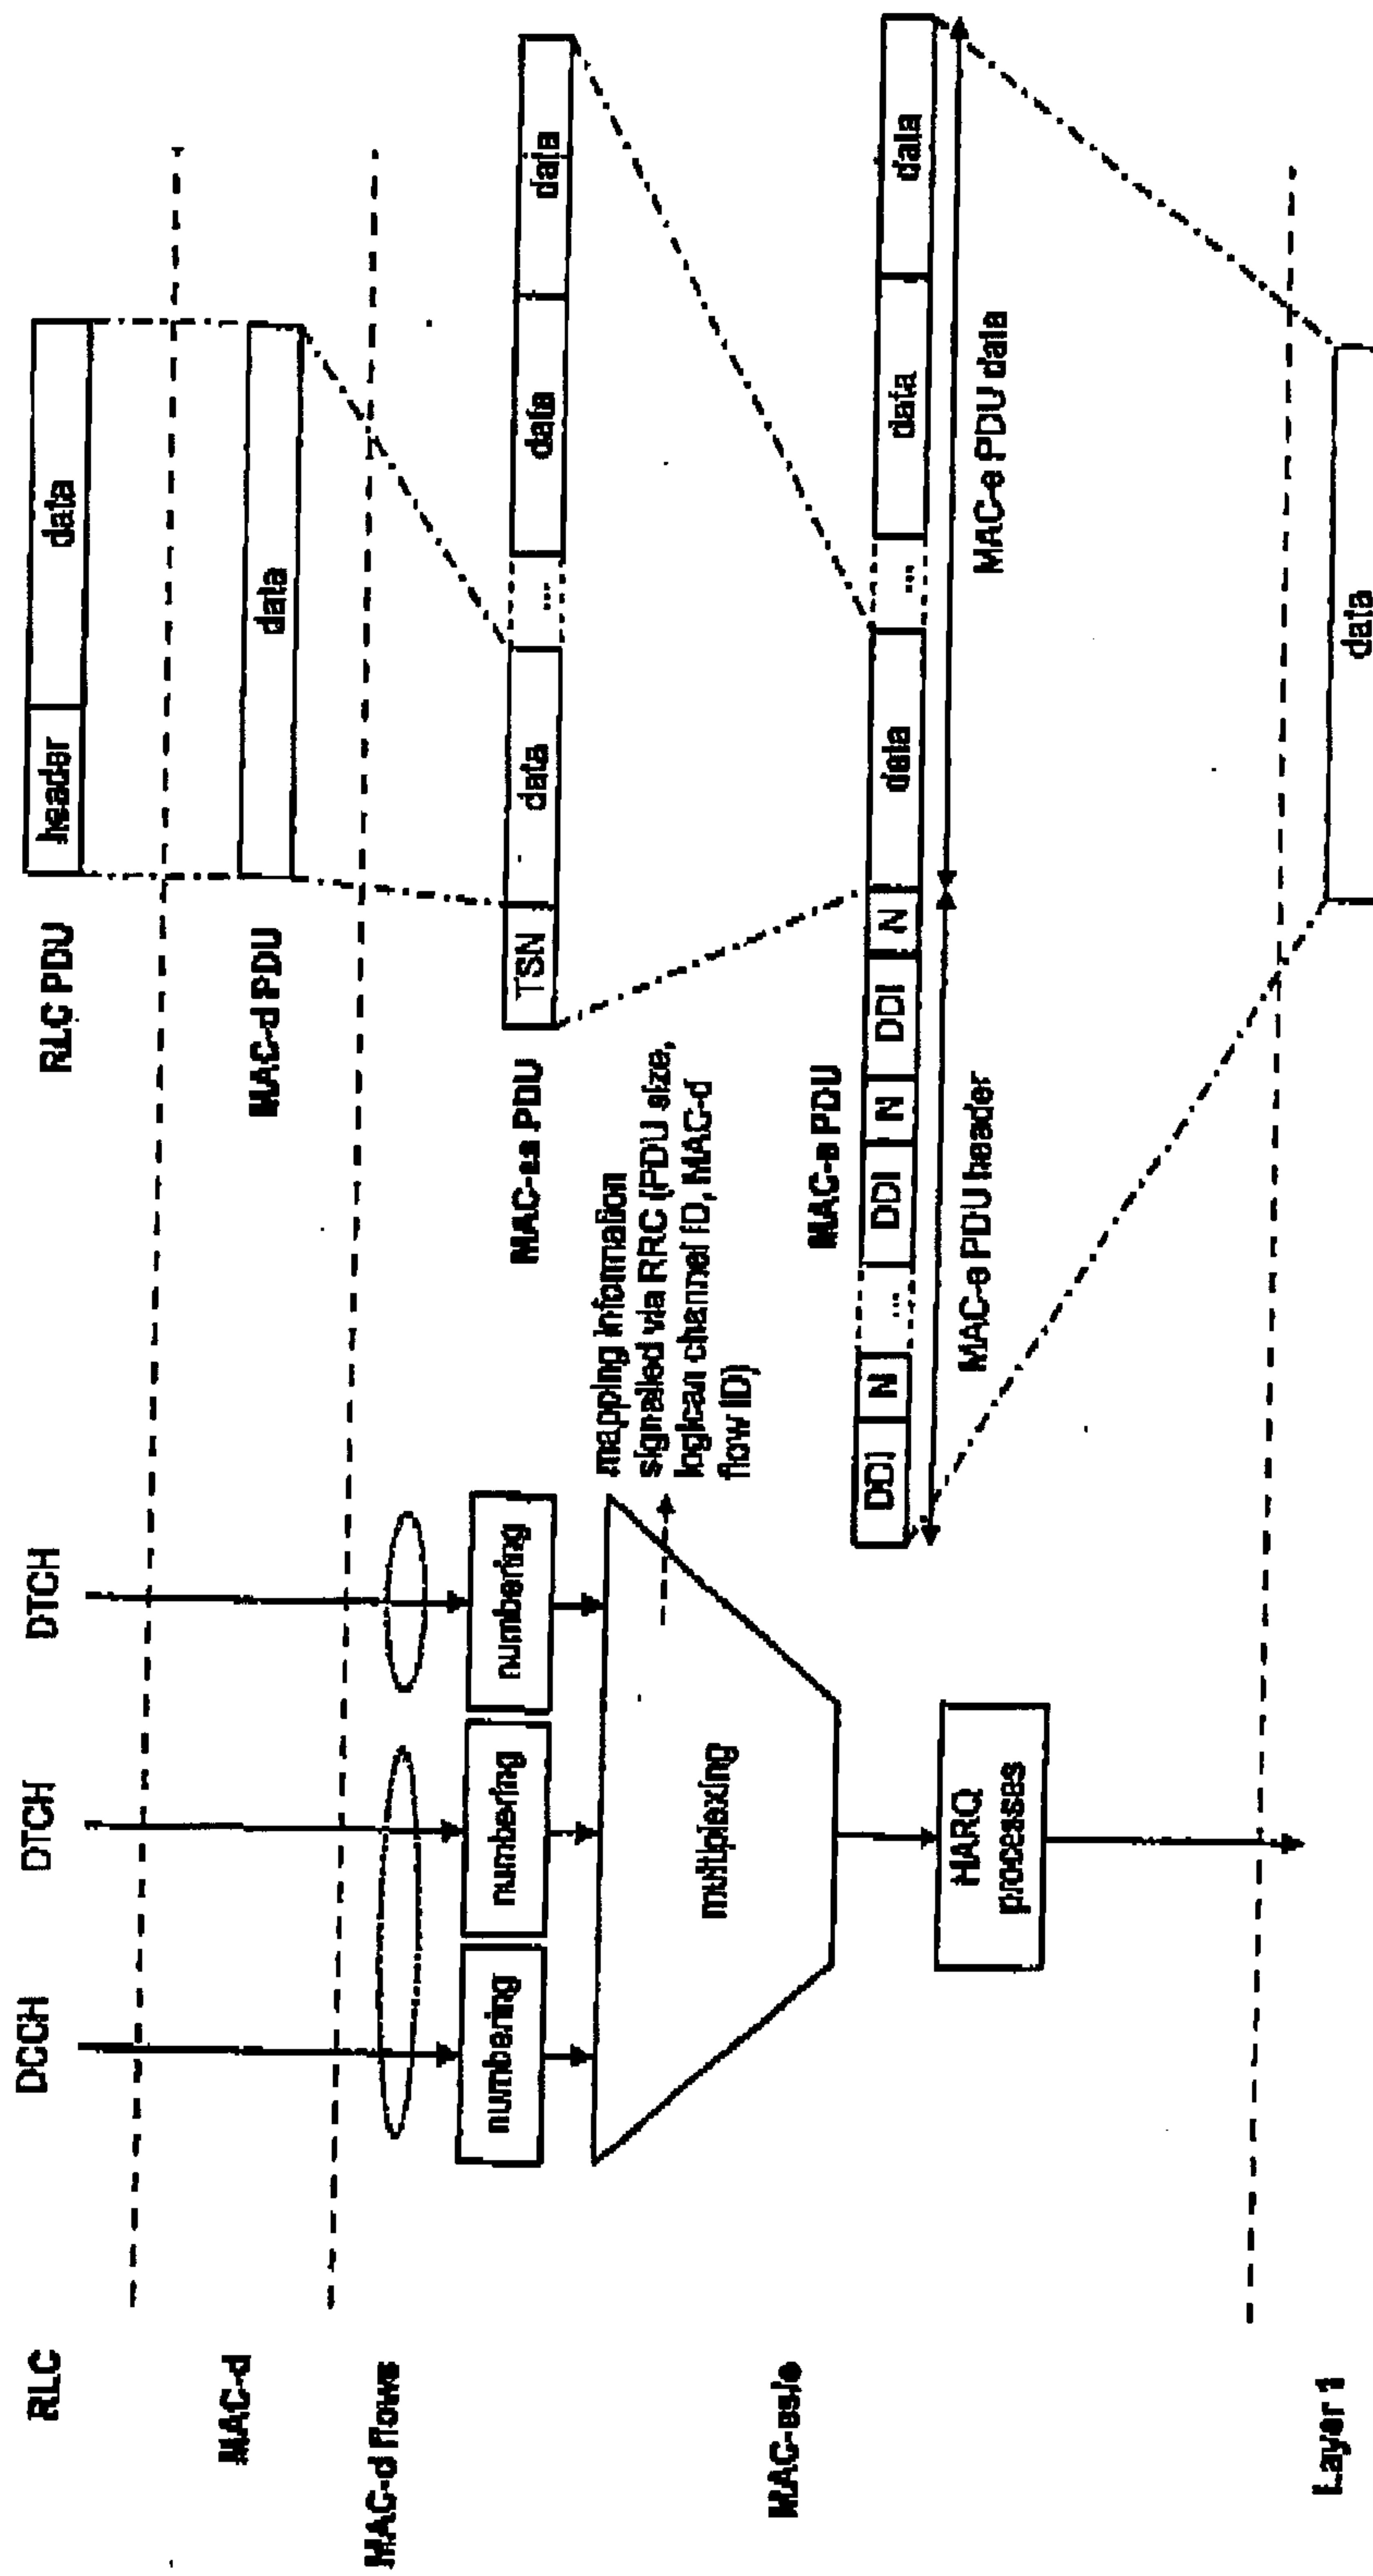 RLC
DCCH
DTCH
DTCH
RLC PDU
header
data
MAC-d
MAC-d PDU
data
MAC-d flows
numbering
numbering
numbering
MAC-es PDU
TSN
data
...
data
data
mapping information
signaled via RRC (PDU size,
logican channel ID, MAC-d
flow ID)
MAC-es/e
multiplexing
MAC-e PDU
DDI
N
...
DDI
N
DDI
N
data
...
data
data
MAC-e PDU header
MAC-e PDU data
HARQ
processes
Layer 1
data